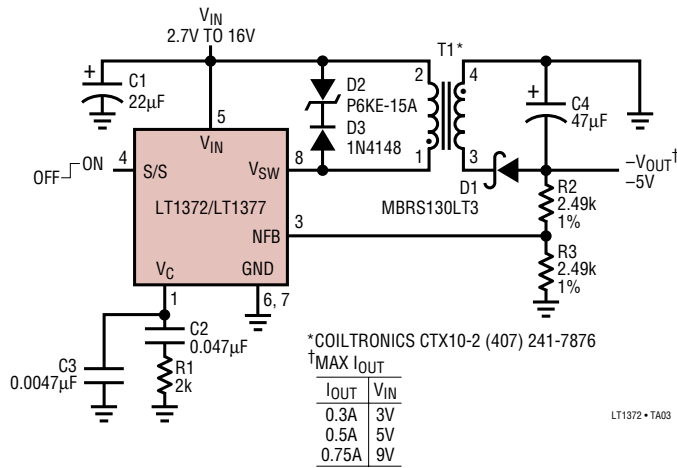 V_IN
2.7V TO 16V
T1*
+
C1
22µF
D2
P6KE-15A
D3
1N4148
2
4
1
3
+
C4
47µF
5
V_IN
4
S/S
ON
OFF
V_SW
8
LT1372/LT1377
NFB
3
V_C
GND
1
6, 7
D1
MBRS130LT3
–V_OUT†
–5V
R2
2.49k
1%
R3
2.49k
1%
C2
0.047µF
C3
0.0047µF
R1
2k
*COILTRONICS CTX10-2 (407) 241-7876
†MAX I_OUT
I_OUT V_IN
0.3A 3V
0.5A 5V
0.75A 9V
LT1372 • TA03